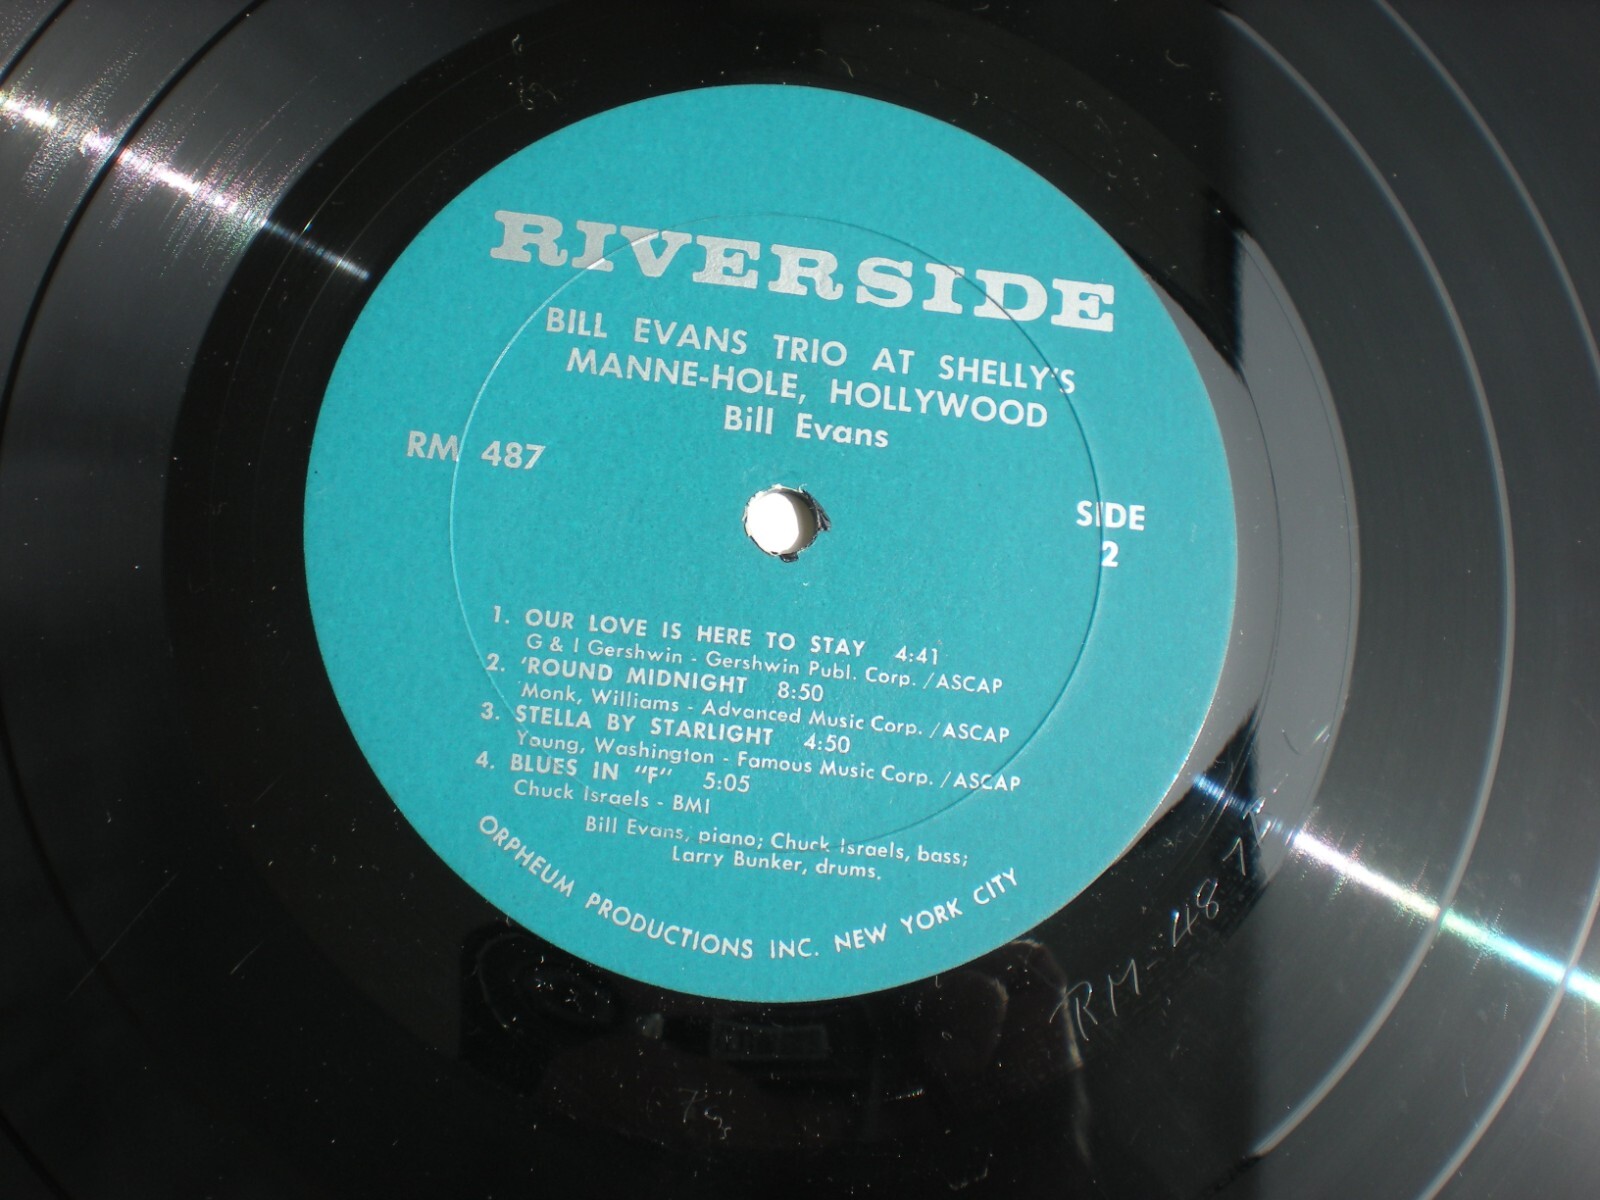 RIVERSIDE
BILL EVANS TRIO AT SHELLY'S
MANNE-HOLE, HOLLYWOOD
Bill Evans
RM 487
SIDE
2
1. OUR LOVE IS HERE TO STAY 4:41
G & I Gershwin - Gershwin Publ. Corp. /ASCAP
2. 'ROUND MIDNIGHT 8:50
Monk, Williams - Advanced Music Corp. /ASCAP
3. STELLA BY STARLIGHT 4:50
Young, Washington - Famous Music Corp. /ASCAP
4. BLUES IN "F" 5:05
Chuck Israels - BMI
Bill Evans, piano; Chuck Israels, bass;
Larry Bunker, drums.
ORPHEUM PRODUCTIONS INC. NEW YORK CITY
RM-487